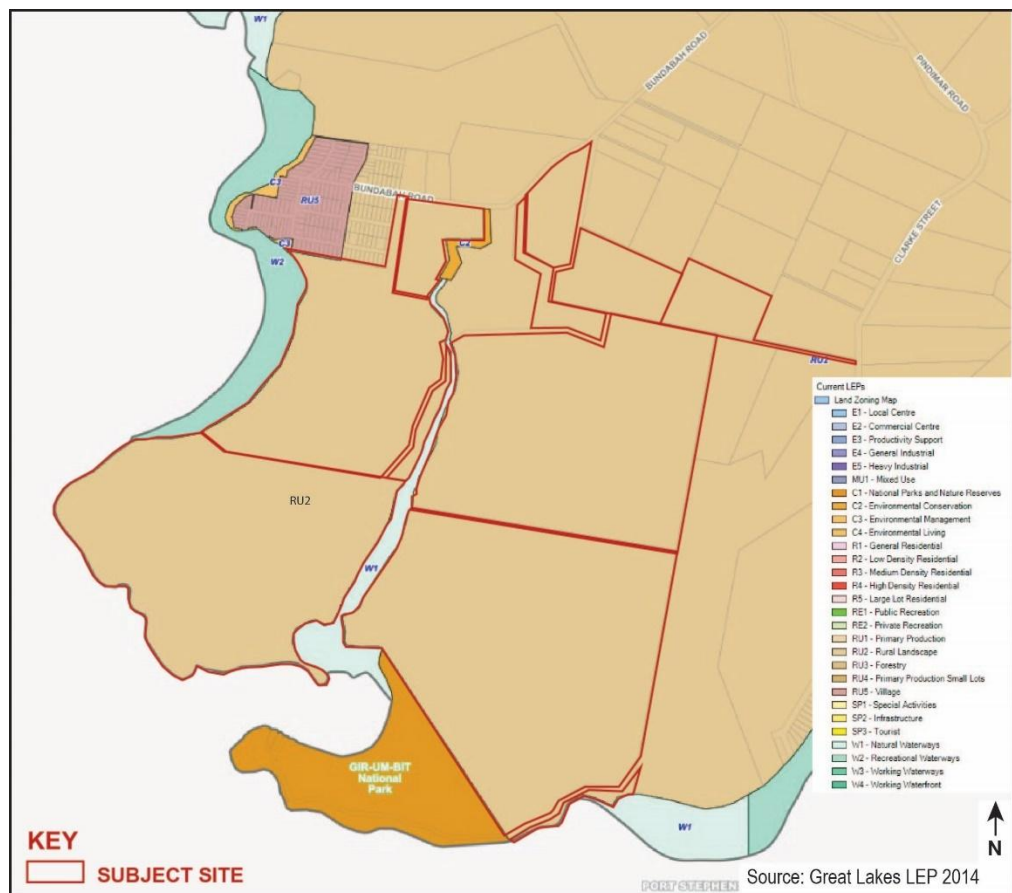 W1
BUNDABAH ROAD
PINDIMAR ROAD
C3
RU5
BUNDABAH ROAD
CLARKE STREET
C2
C3
W2
RU2
RU2
W1
GIR-UM-BIT
National
Park
W1
Current LEPs
Land Zoning Map
E1 - Local Centre
E2 - Commercial Centre
E3 - Productivity Support
E4 - General Industrial
E5 - Heavy Industrial
MU1 - Mixed Use
C1 - National Parks and Nature Reserves
C2 - Environmental Conservation
C3 - Environmental Management
C4 - Environmental Living
R1 - General Residential
R2 - Low Density Residential
R3 - Medium Density Residential
R4 - High Density Residential
R5 - Large Lot Residential
RE1 - Public Recreation
RE2 - Private Recreation
RU1 - Primary Production
RU2 - Rural Landscape
RU3 - Forestry
RU4 - Primary Production Small Lots
RU5 - Village
SP1 - Special Activities
SP2 - Infrastructure
SP3 - Tourist
W1 - Natural Waterways
W2 - Recreational Waterways
W3 - Working Waterways
W4 - Working Waterfront
N
KEY
SUBJECT SITE
PORT STEPHEN
Source: Great Lakes LEP 2014